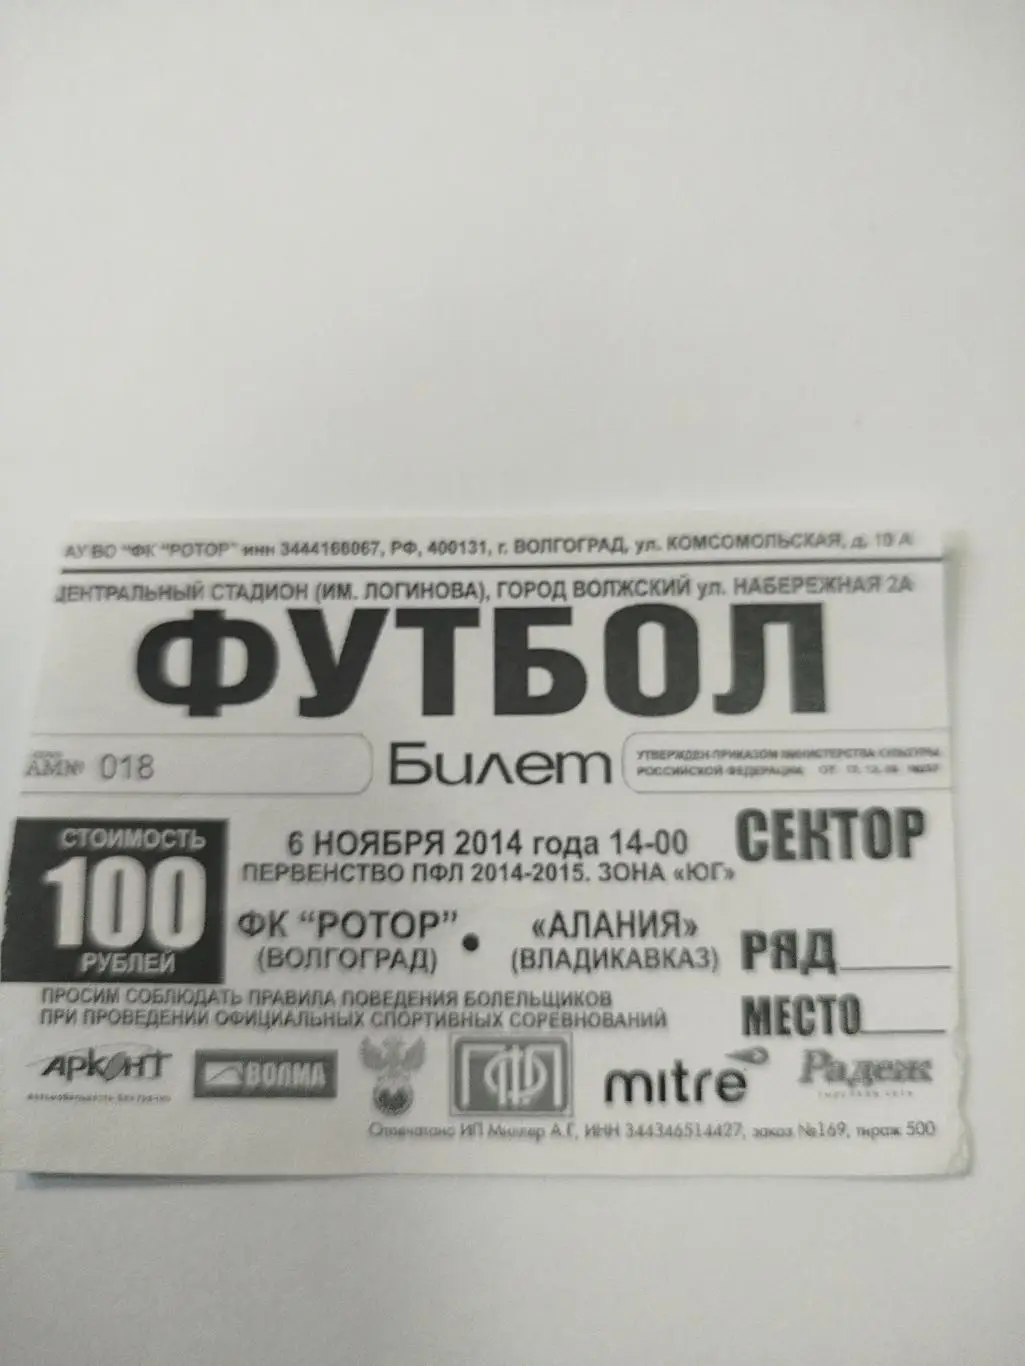 АУ ВО "ФК "РОТОР" инн 3444166067, РФ, 400131, г. ВОЛГОГРАД, ул. КОМСОМОЛЬСКАЯ, д. 10 А
ЦЕНТРАЛЬНЫЙ СТАДИОН (ИМ. ЛОГИНОВА), ГОРОД ВОЛЖСКИЙ ул. НАБЕРЕЖНАЯ 2А
ФУТБОЛ
АМ№ 018
Билет
УТВЕРЖДЕН ПРИКАЗОМ МИНИСТЕРСТВА КУЛЬТУРЫ
РОССИЙСКОЙ ФЕДЕРАЦИИ ОТ
СТОИМОСТЬ
100
РУБЛЕЙ
6 НОЯБРЯ 2014 года 14-00
ПЕРВЕНСТВО ПФЛ 2014-2015. ЗОНА «ЮГ»
ФК "РОТОР" • «АЛАНИЯ»
(ВОЛГОГРАД) (ВЛАДИКАВКАЗ)
СЕКТОР
РЯД
МЕСТО
ПРОСИМ СОБЛЮДАТЬ ПРАВИЛА ПОВЕДЕНИЯ БОЛЕЛЬЩИКОВ
ПРИ ПРОВЕДЕНИИ ОФИЦИАЛЬНЫХ СПОРТИВНЫХ СОРЕВНОВАНИЙ
АРКОНТ
ВОЛМА
ПФЛ
mitre
Радеж
Отпечатано ИП Миллер А.Г, ИНН 344346514427, заказ №169, тираж 500